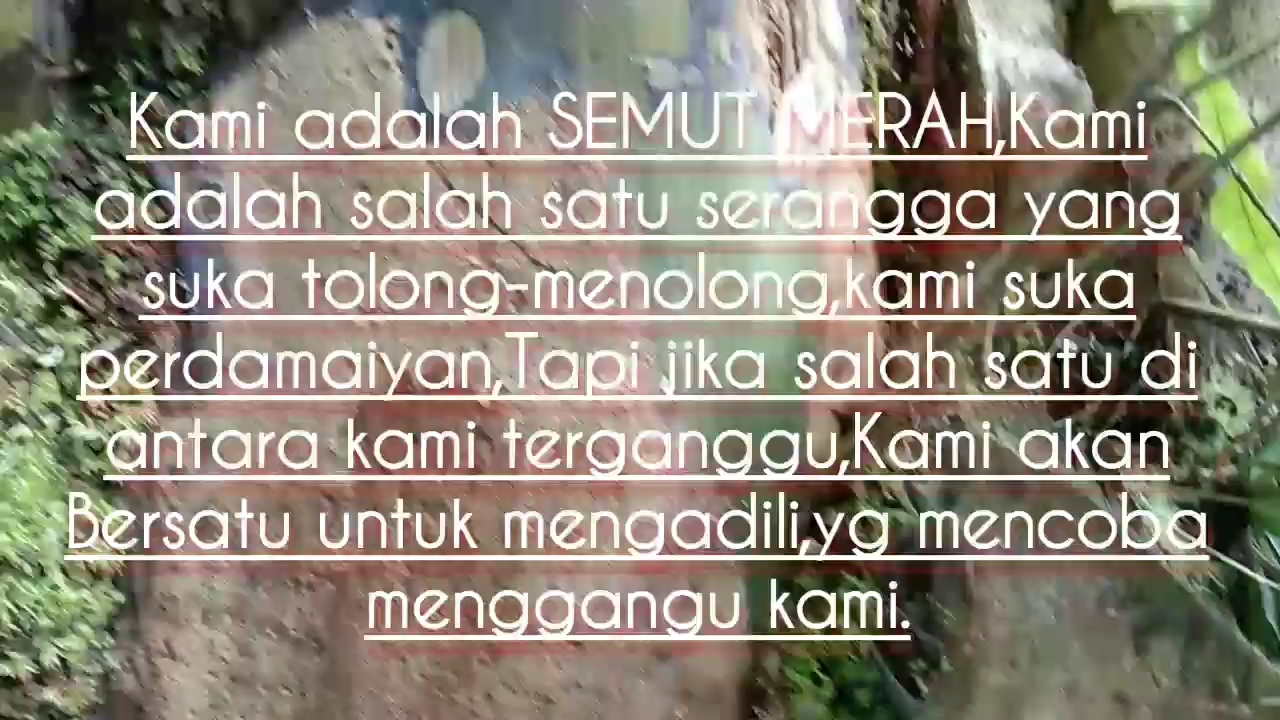 Kami adalah SEMUT MERAH,Kami
adalah salah satu serangga yang
suka tolong-menolong,kami suka
perdamaiyan,Tapi jika salah satu di
antara kami terganggu,Kami akan
Bersatu untuk mengadili,yg mencoba
menggangu kami.